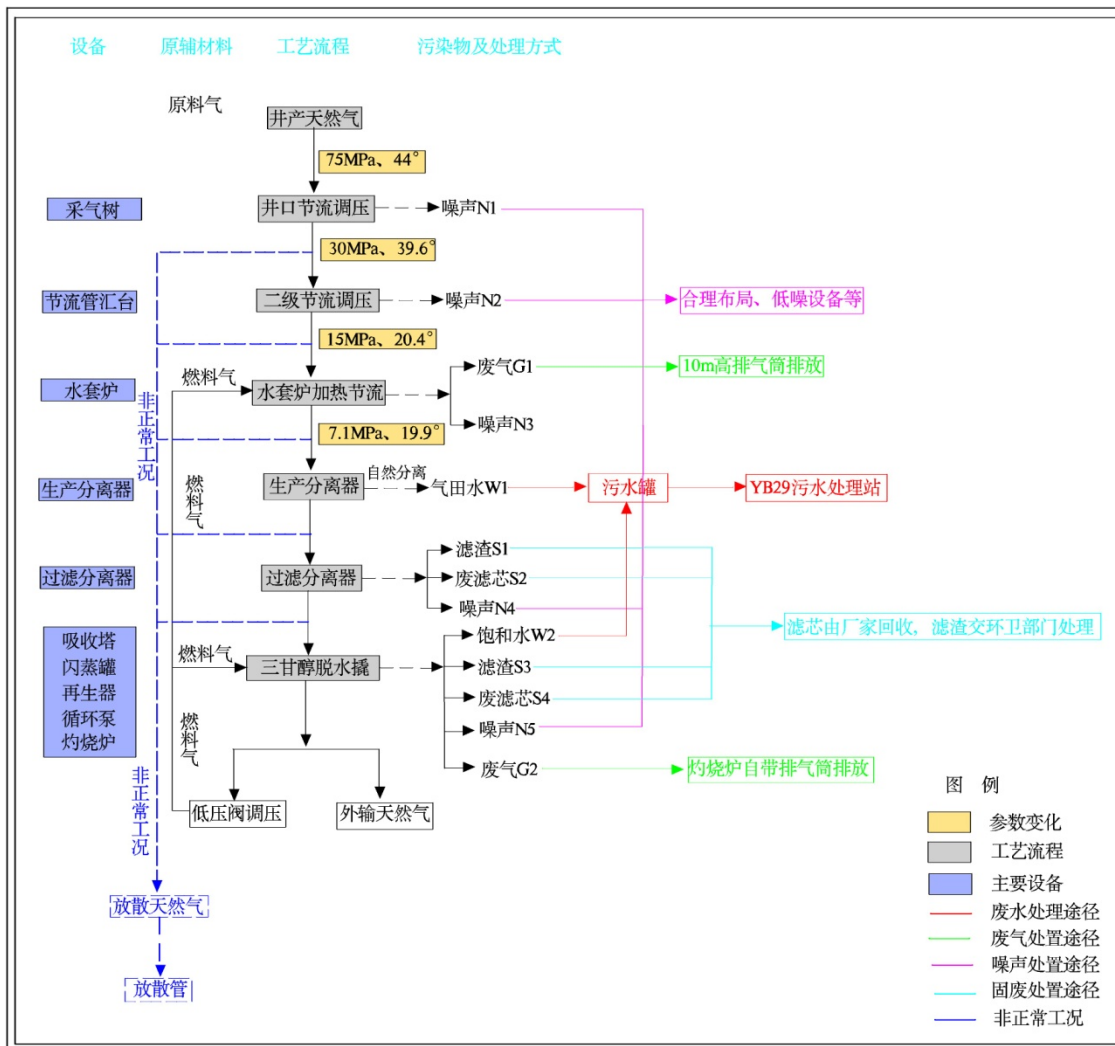 设备 原辅材料 工艺流程 污染物及处理方式
原料气
井产天然气
75MPa、44°
采气树
井口节流调压
噪声N1
30MPa、39.6°
节流管汇台
二级节流调压
噪声N2
合理布局、低噪设备等
15MPa、20.4°
水套炉
燃料气
水套炉加热节流
废气G1
10m高排气筒排放
噪声N3
7.1MPa、19.9°
非正常工况
生产分离器
燃料气
生产分离器
自然分离
气田水W1
污水罐
YB29污水处理站
过滤分离器
过滤分离器
滤渣S1
废滤芯S2
噪声N4
滤芯由厂家回收，滤渣交环卫部门处理
吸收塔
闪蒸罐
再生器
循环泵
灼烧炉
燃料气
三甘醇脱水撬
饱和水W2
滤渣S3
废滤芯S4
噪声N5
废气G2
灼烧炉自带排气筒排放
燃料气
非正常工况
低压阀调压
外输天然气
放散天然气
放散管
图 例
参数变化
工艺流程
主要设备
废水处理途径
废气处置途径
噪声处置途径
固废处置途径
非正常工况